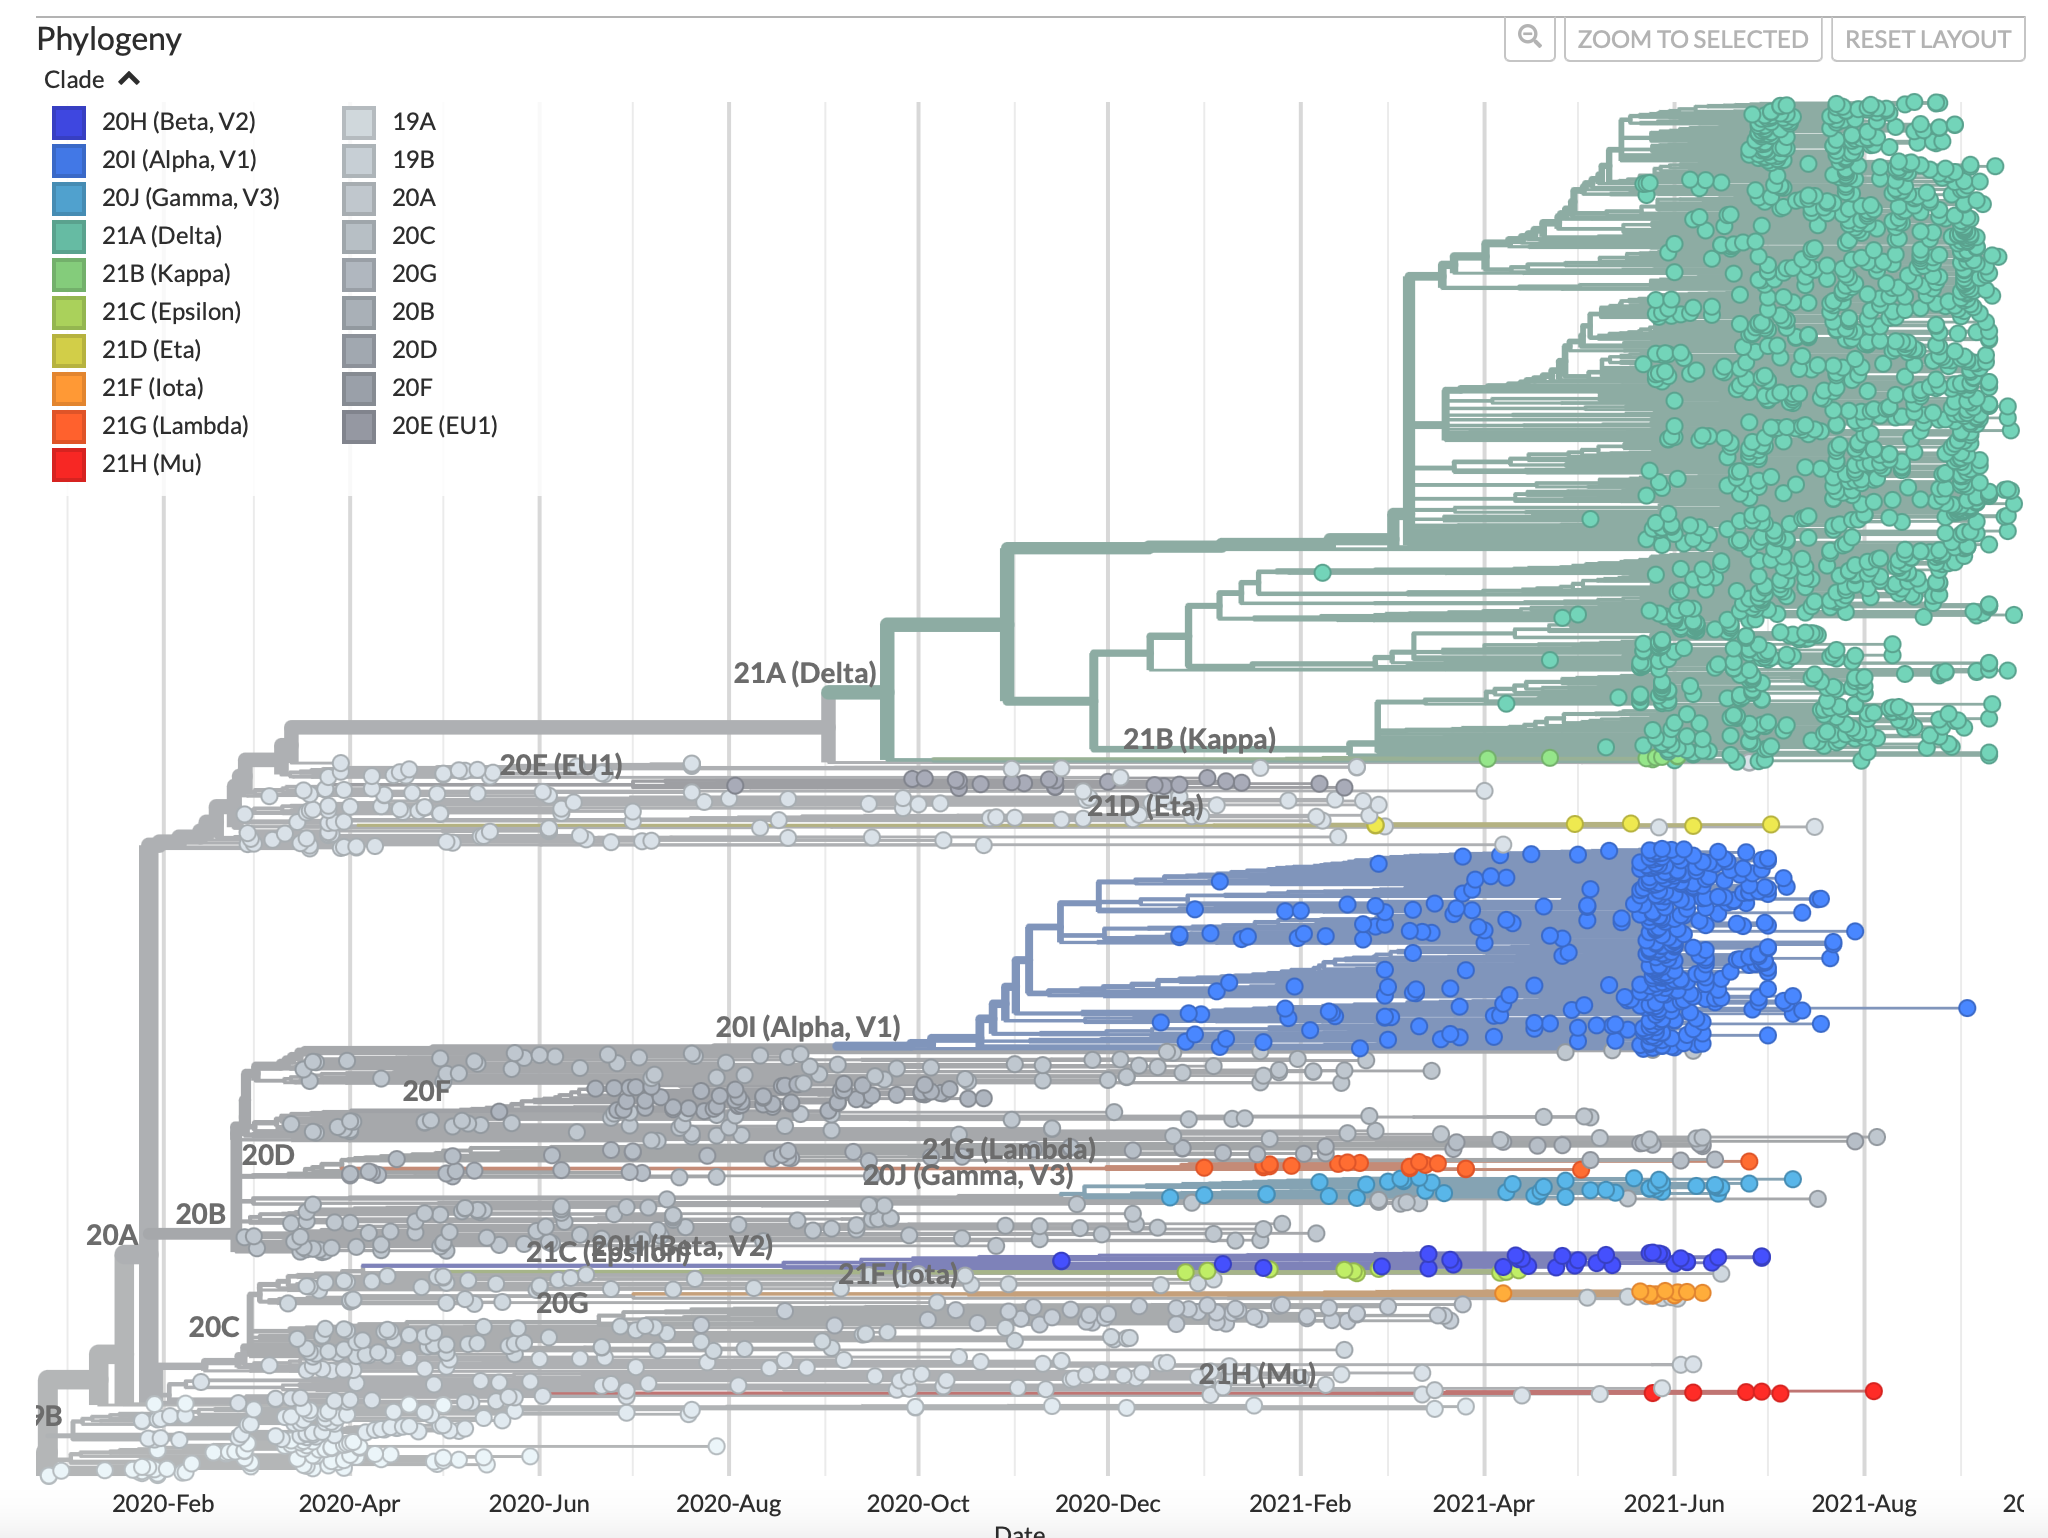 Phylogeny
ZOOM TO SELECTED
RESET LAYOUT
Clade
20H (Beta, V2)
20I (Alpha, V1)
20J (Gamma, V3)
21A (Delta)
21B (Kappa)
21C (Epsilon)
21D (Eta)
21F (Iota)
21G (Lambda)
21H (Mu)
19A
19B
20A
20C
20G
20B
20D
20F
20E (EU1)
21A (Delta)
21B (Kappa)
20E (EU1)
21D (Eta)
20I (Alpha, V1)
20F
21G (Lambda)
20D
20J (Gamma, V3)
20B
20A
20H (Beta, V2)
21C (Epsilon)
21F (Iota)
20G
20C
21H (Mu)
9B
2020-Feb
2020-Apr
2020-Jun
2020-Aug
2020-Oct
2020-Dec
2021-Feb
2021-Apr
2021-Jun
2021-Aug
Date